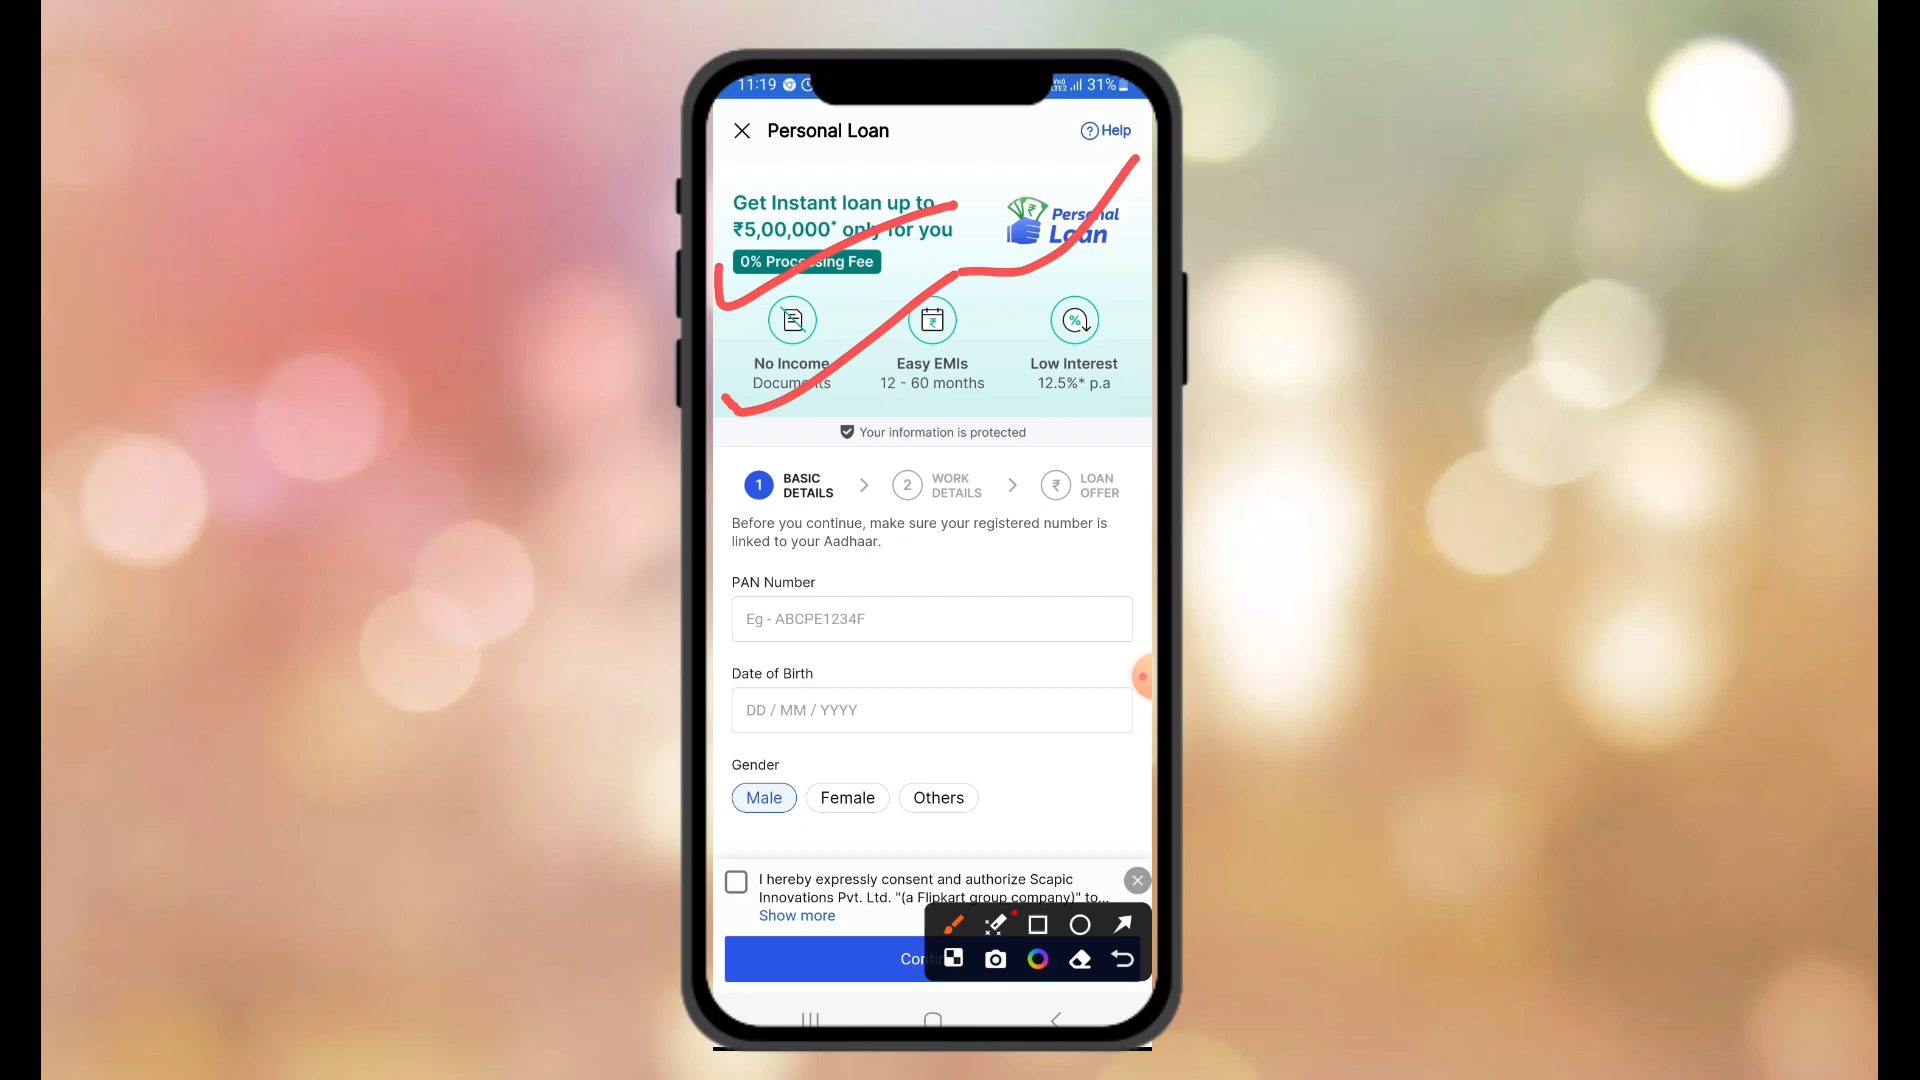 11:19
31%
Personal Loan
Help
Get Instant loan up to
₹5,00,000* only for you
0% Processing Fee
Personal
Loan
No Income
Documents
Easy EMIs
12 - 60 months
Low Interest
12.5%* p.a
Your information is protected
1 BASIC DETAILS
2 WORK DETAILS
₹ LOAN OFFER
Before you continue, make sure your registered number is
linked to your Aadhaar.
PAN Number
Eg - ABCPE1234F
Date of Birth
DD / MM / YYYY
Gender
Male Female Others
I hereby expressly consent and authorize Scapic
Innovations Pvt. Ltd. "(a Flipkart group company)" to...
Show more